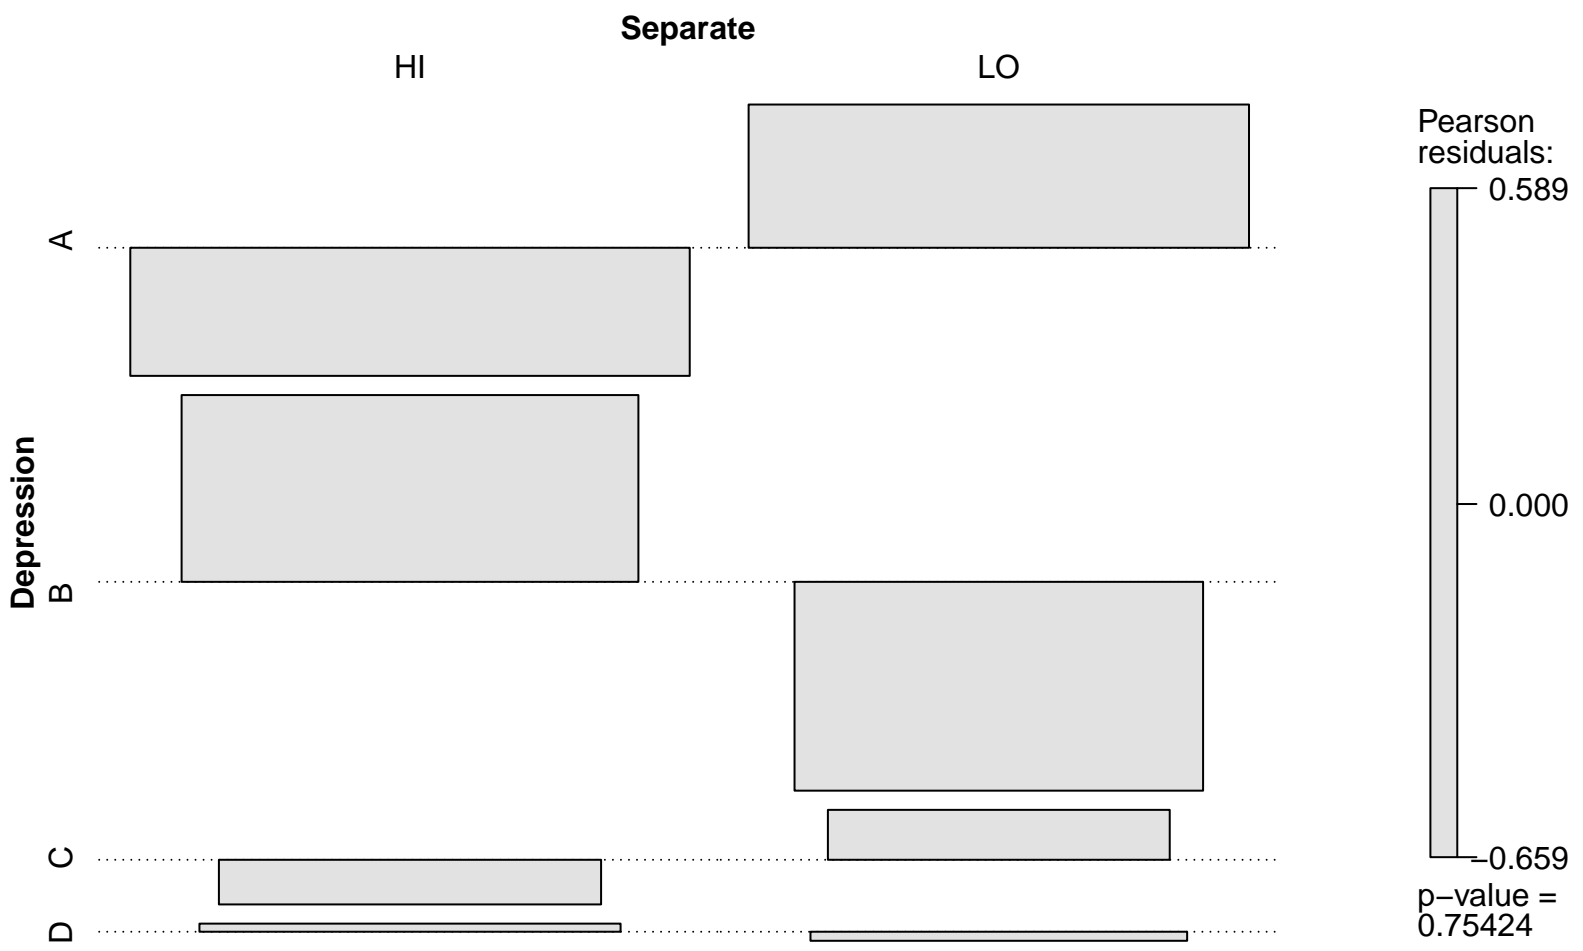 Separate
HI
LO
Depression
A
B
C
D
Pearson
residuals:
0.589
0.000
−0.659
p−value =
0.75424